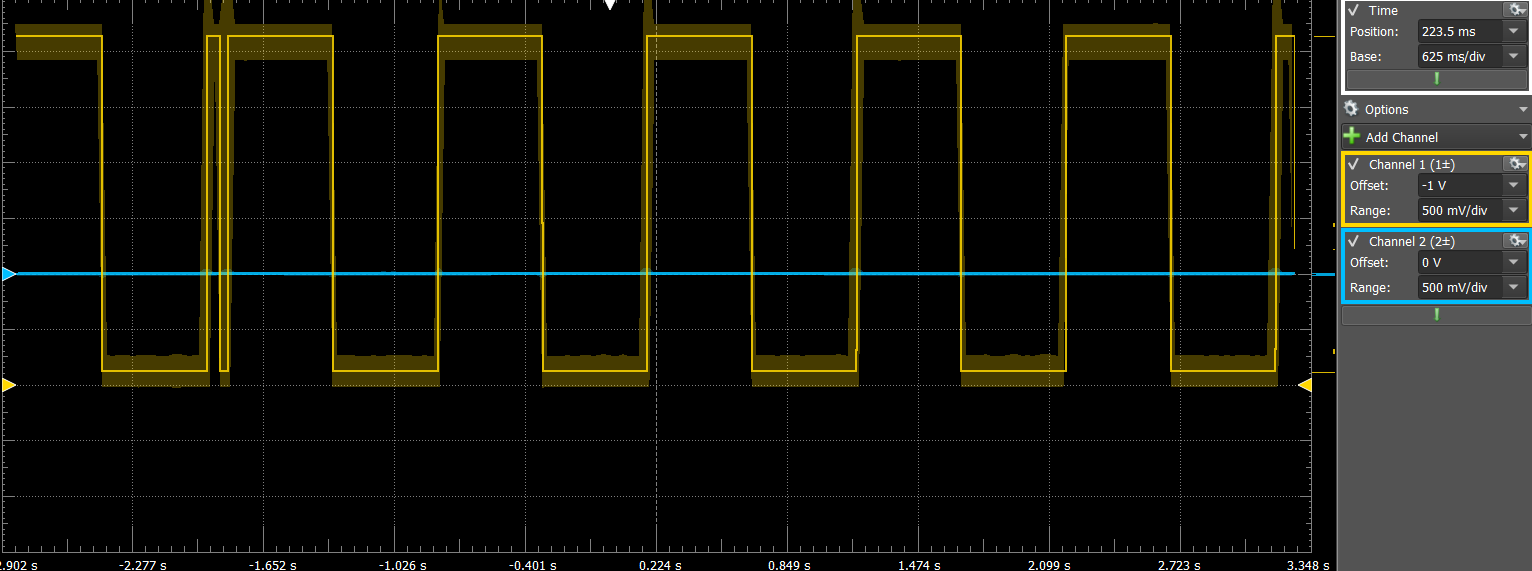 Time
Position: 223.5 ms
Base: 625 ms/div
Options
Add Channel
Channel 1 (1±)
Offset: -1 V
Range: 500 mV/div
Channel 2 (2±)
Offset: 0 V
Range: 500 mV/div
2.902 s -2.277 s -1.652 s -1.026 s -0.401 s 0.224 s 0.849 s 1.474 s 2.099 s 2.723 s 3.348 s